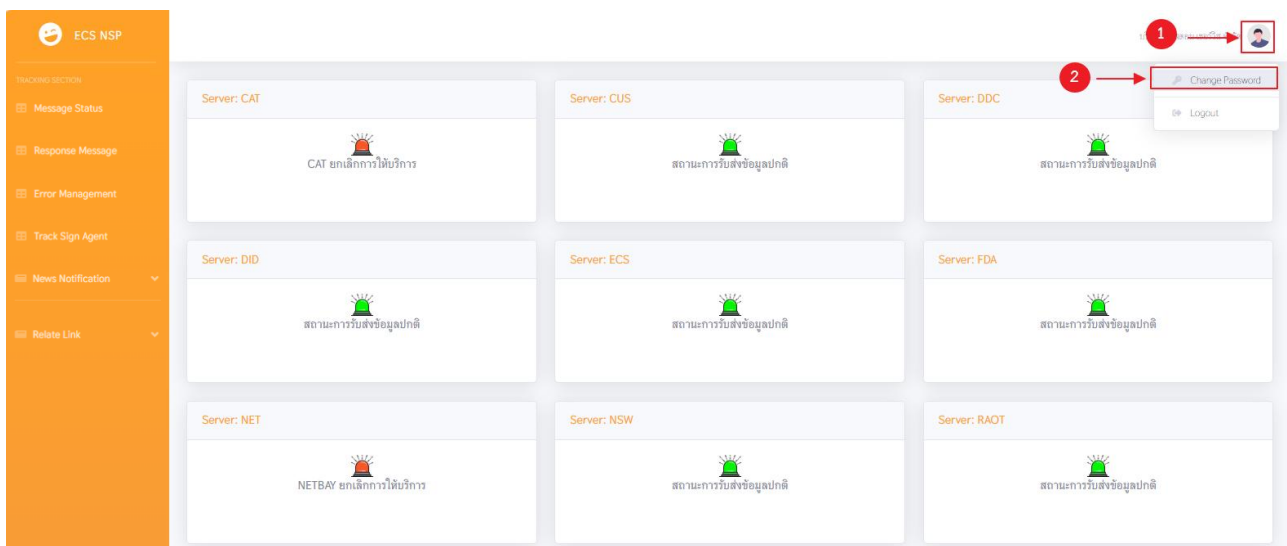 ECS NSP
1
TRACKING SECTION
Message Status
Response Message
Error Management
Track Sign Agent
News Notification
Relate Link
2
Change Password
Logout
Server: CAT
CAT ยกเลิกการให้บริการ
Server: CUS
สถานะการรับส่งข้อมูลปกติ
Server: DDC
สถานะการรับส่งข้อมูลปกติ
Server: DID
สถานะการรับส่งข้อมูลปกติ
Server: ECS
สถานะการรับส่งข้อมูลปกติ
Server: FDA
สถานะการรับส่งข้อมูลปกติ
Server: NET
NETBAY ยกเลิกการให้บริการ
Server: NSW
สถานะการรับส่งข้อมูลปกติ
Server: RAOT
สถานะการรับส่งข้อมูลปกติ